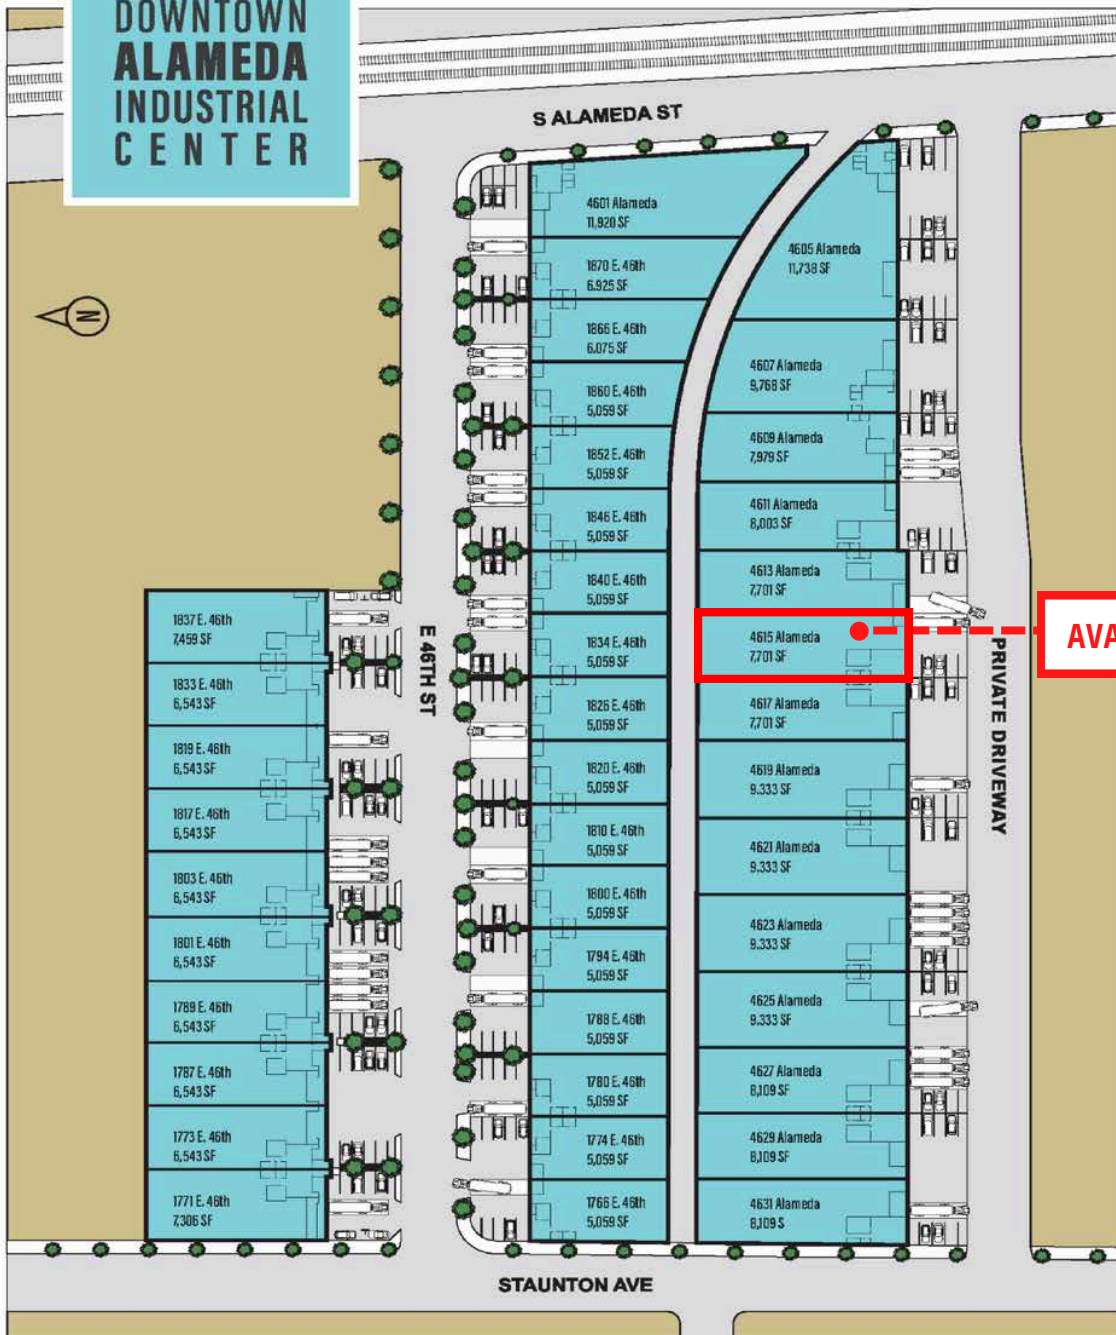 DOWNTOWN
ALAMEDA
INDUSTRIAL
CENTER
S ALAMEDA ST
N
4601 Alameda
11,920 SF
1870 E. 46th
6.925 SF
1866 E. 46th
6.075 SF
1860 E. 46th
5,059 SF
1852 E. 46th
5,059 SF
1846 E. 46th
5,059 SF
1840 E. 46th
5,059 SF
1834 E. 46th
5,059 SF
1826 E. 46th
5,059 SF
1820 E. 46th
5,059 SF
1810 E. 46th
5,059 SF
1800 E. 46th
5,059 SF
1794 E. 46th
5,059 SF
1788 E. 46th
5,059 SF
1780 E. 46th
5,059 SF
1774 E. 46th
5,059 SF
1766 E. 46th
5,059 SF
4605 Alameda
11,738 SF
4607 Alameda
9,768 SF
4609 Alameda
7,979 SF
4611 Alameda
8,003 SF
4613 Alameda
7,701 SF
4615 Alameda
7,701 SF
4617 Alameda
7,701 SF
4619 Alameda
9.333 SF
4621 Alameda
9.333 SF
4623 Alameda
9.333 SF
4625 Alameda
9.333 SF
4627 Alameda
8,109 SF
4629 Alameda
8,109 SF
4631 Alameda
8,109 S
AVA
PRIVATE DRIVEWAY
E 46TH ST
1837 E. 46th
7,459 SF
1833 E. 46th
6,543 SF
1819 E. 46th
6,543 SF
1817 E. 46th
6,543 SF
1803 E. 46th
6,543 SF
1801 E. 46th
6,543 SF
1789 E. 46th
6,543 SF
1787 E. 46th
6,543 SF
1773 E. 46th
6,543 SF
1771 E. 46th
7,306 SF
STAUNTON AVE